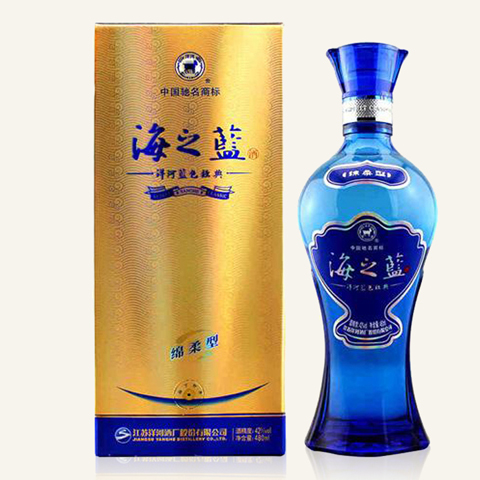 中国驰名商标
海之蓝
洋河蓝色经典
绵柔型
江苏洋河酒厂股份有限公司
JIANGSU YANGHE DISTILLERY CO.,LTD.
酒精度: 42%vol
净含量: 480ml
绵柔型
中国驰名商标
海之蓝
洋河蓝色经典